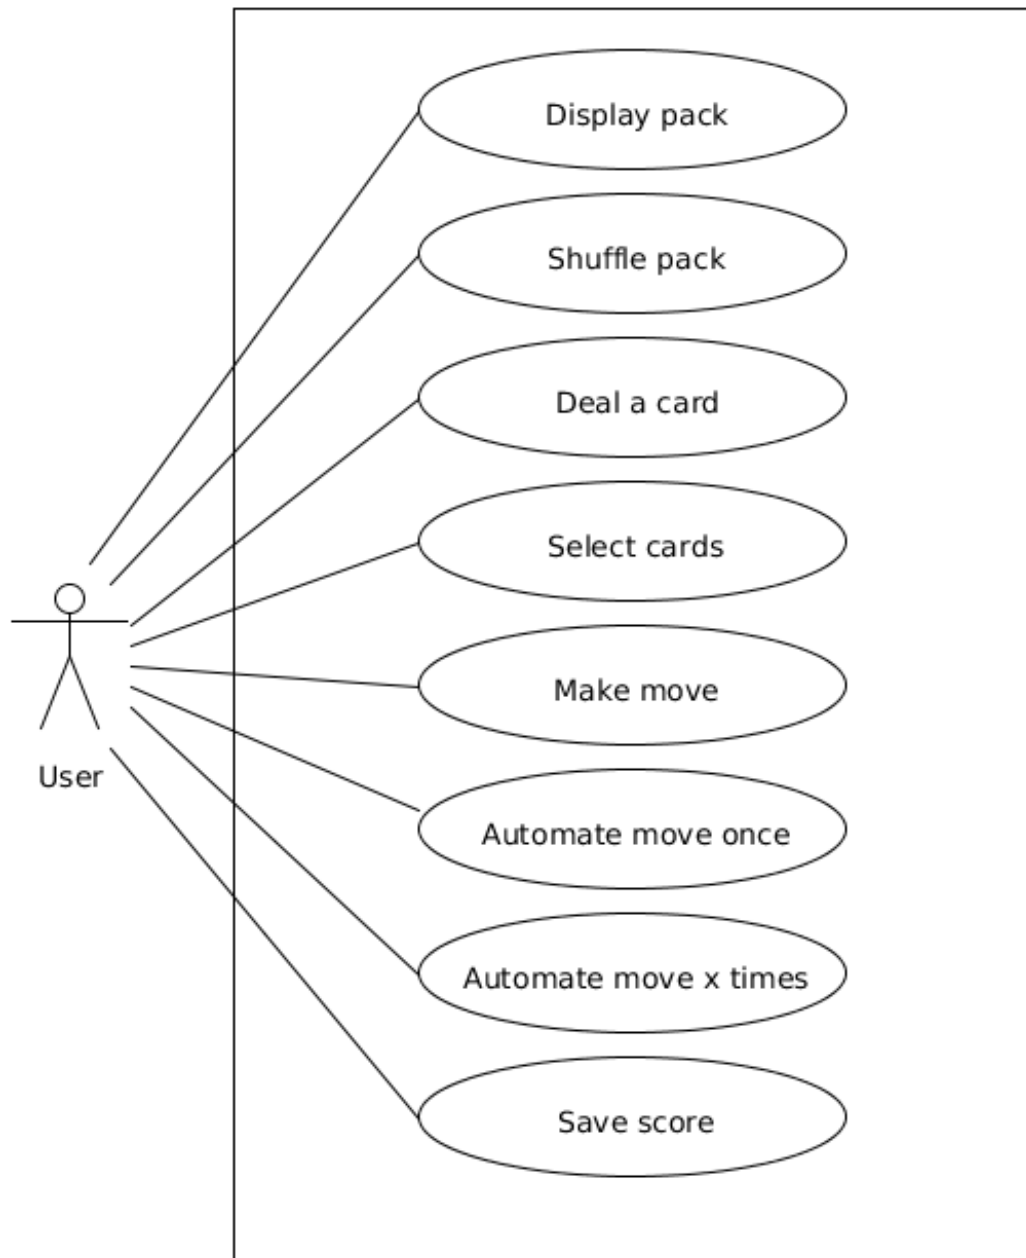 Display pack
Shuffle pack
Deal a card
Select cards
Make move
User
Automate move once
Automate move x times
Save score